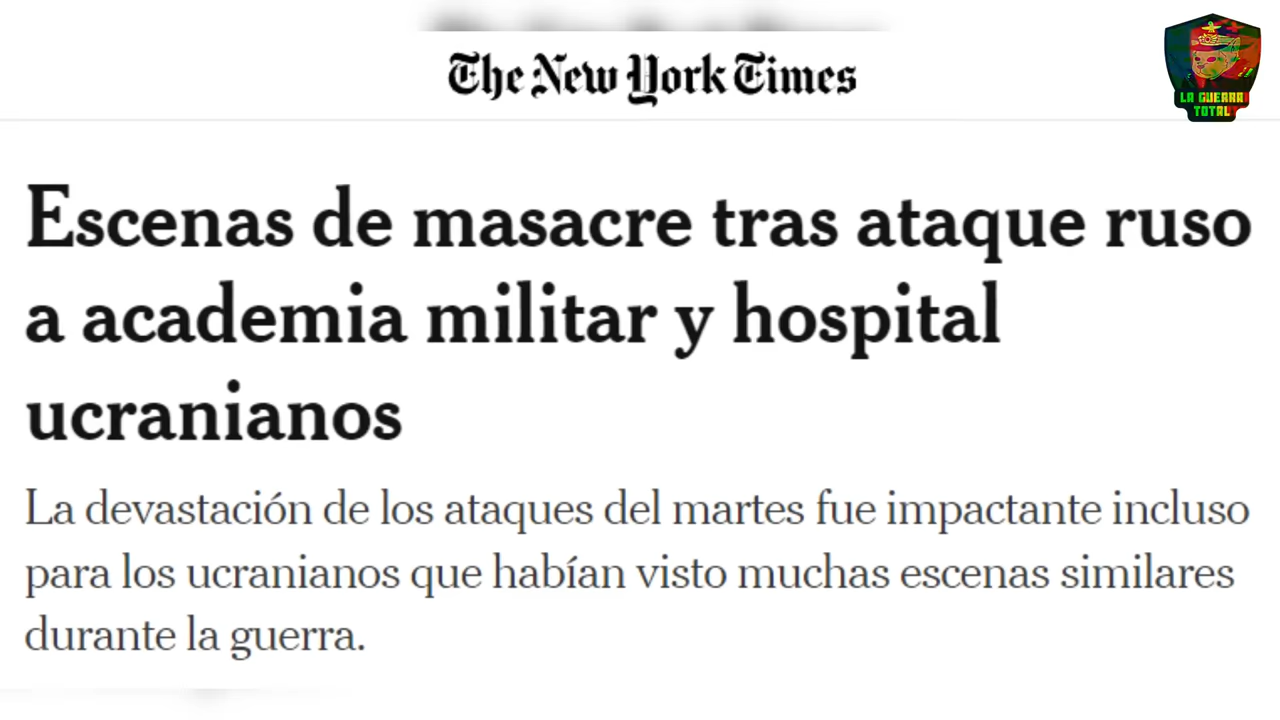 The New York Times
LA GUERRA
TOTAL
Escenas de masacre tras ataque ruso
a academia militar y hospital
ucranianos
La devastación de los ataques del martes fue impactante incluso
para los ucranianos que habían visto muchas escenas similares
durante la guerra.